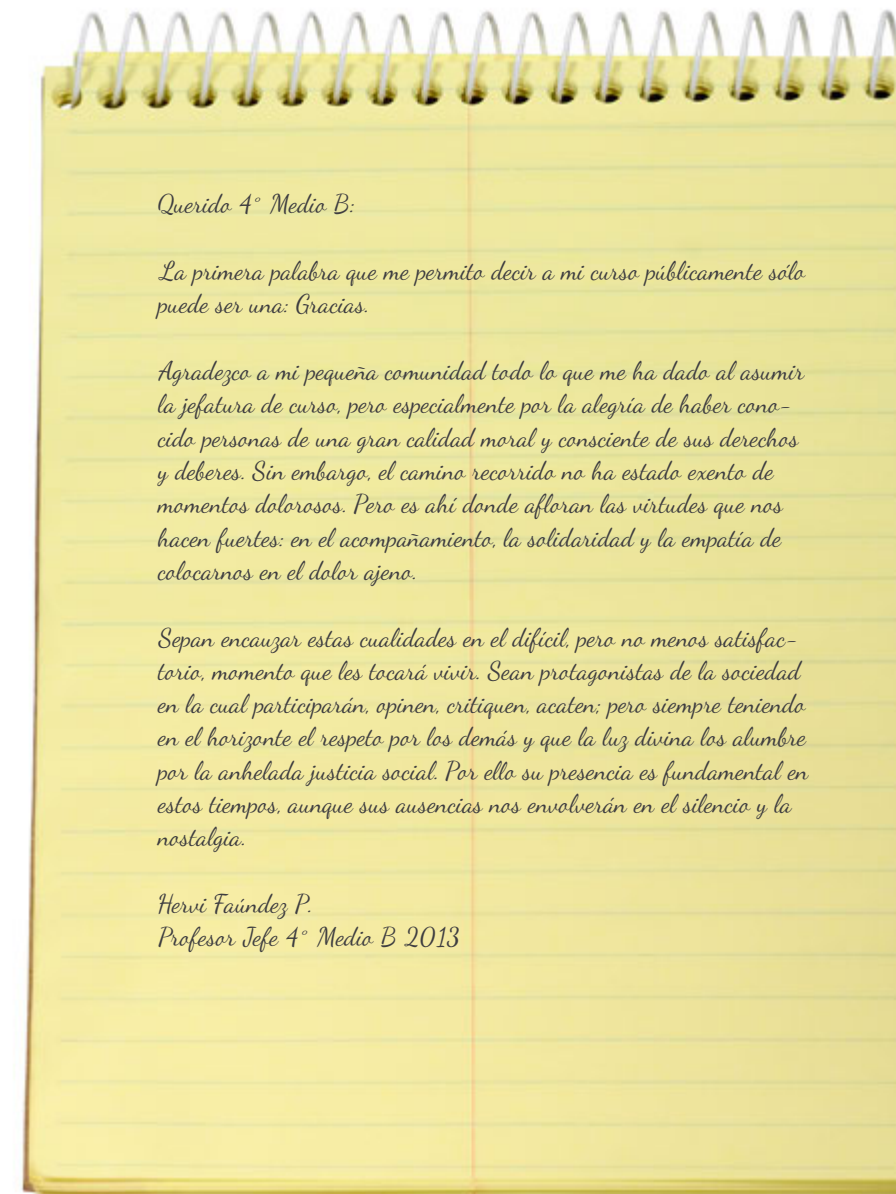 Querido 4° Medio B:
La primera palabra que me permito decir a mi curso públicamente sólo
puede ser una: Gracias.
Agradezco a mi pequeña comunidad todo lo que me ha dado al asumir
la jefatura de curso, pero especialmente por la alegría de haber cono-
cido personas de una gran calidad moral y consciente de sus derechos
y deberes. Sin embargo, el camino recorrido no ha estado exento de
momentos dolorosos. Pero es ahí donde afloran las virtudes que nos
hacen fuertes: en el acompañamiento, la solidaridad y la empatía de
colocarnos en el dolor ajeno.
Sepan encauzar estas cualidades en el difícil, pero no menos satisfac-
torio, momento que les tocará vivir. Sean protagonistas de la sociedad
en la cual participarán, opinen, critiquen, acaten; pero siempre teniendo
en el horizonte el respeto por los demás y que la luz divina los alumbre
por la anhelada justicia social. Por ello su presencia es fundamental en
estos tiempos, aunque sus ausencias nos envolverán en el silencio y la
nostalgia.
Hervi Faúndez P.
Profesor Jefe 4° Medio B 2013